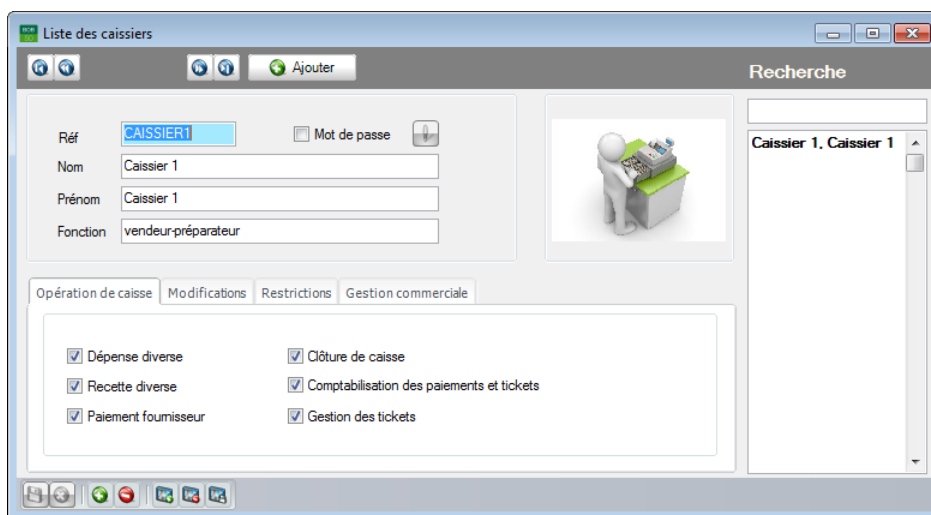 Liste des caissiers
Ajouter
Recherche
Réf CAISSIER1 Mot de passe
Nom Caissier 1
Prénom Caissier 1
Fonction vendeur-préparateur
Caissier 1, Caissier 1
Opération de caisse Modifications Restrictions Gestion commerciale
Dépense diverse Clôture de caisse
Recette diverse Comptabilisation des paiements et tickets
Paiement fournisseur Gestion des tickets